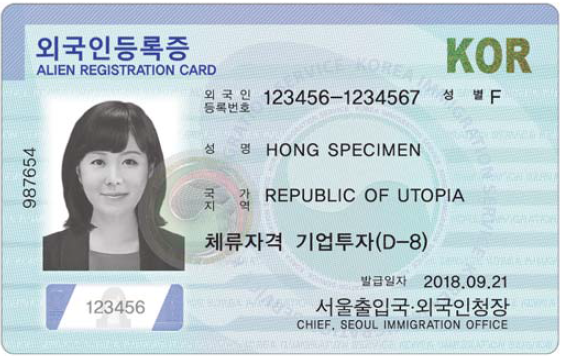 외국인등록증
ALIEN REGISTRATION CARD
KOR
외 국 인
등록번호 123456-1234567 성 별 F
성 명 HONG SPECIMEN
국 가
지 역 REPUBLIC OF UTOPIA
체류자격 기업투자(D-8)
발급일자 2018.09.21
서울출입국·외국인청장
CHIEF, SEOUL IMMIGRATION OFFICE
987654
123456